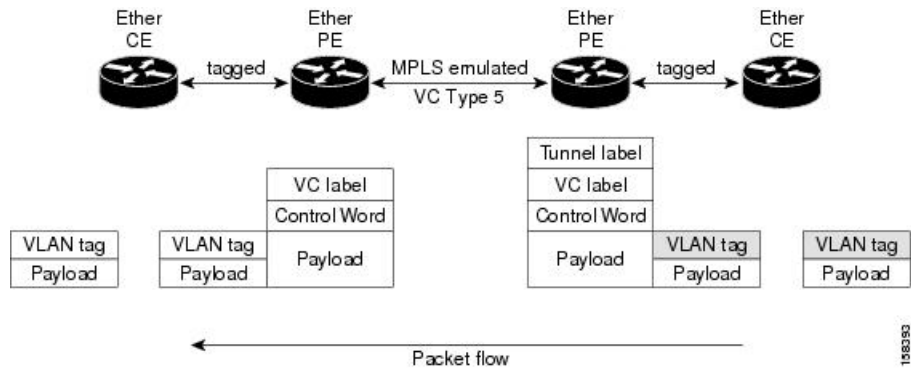 Ether CE
Ether PE
Ether PE
Ether CE
tagged
MPLS emulated
VC Type 5
tagged
Tunnel label
VC label
VC label
Control Word
Control Word
VLAN tag
VLAN tag
Payload
Payload
VLAN tag
VLAN tag
Payload
Payload
Payload
Payload
Packet flow
158393